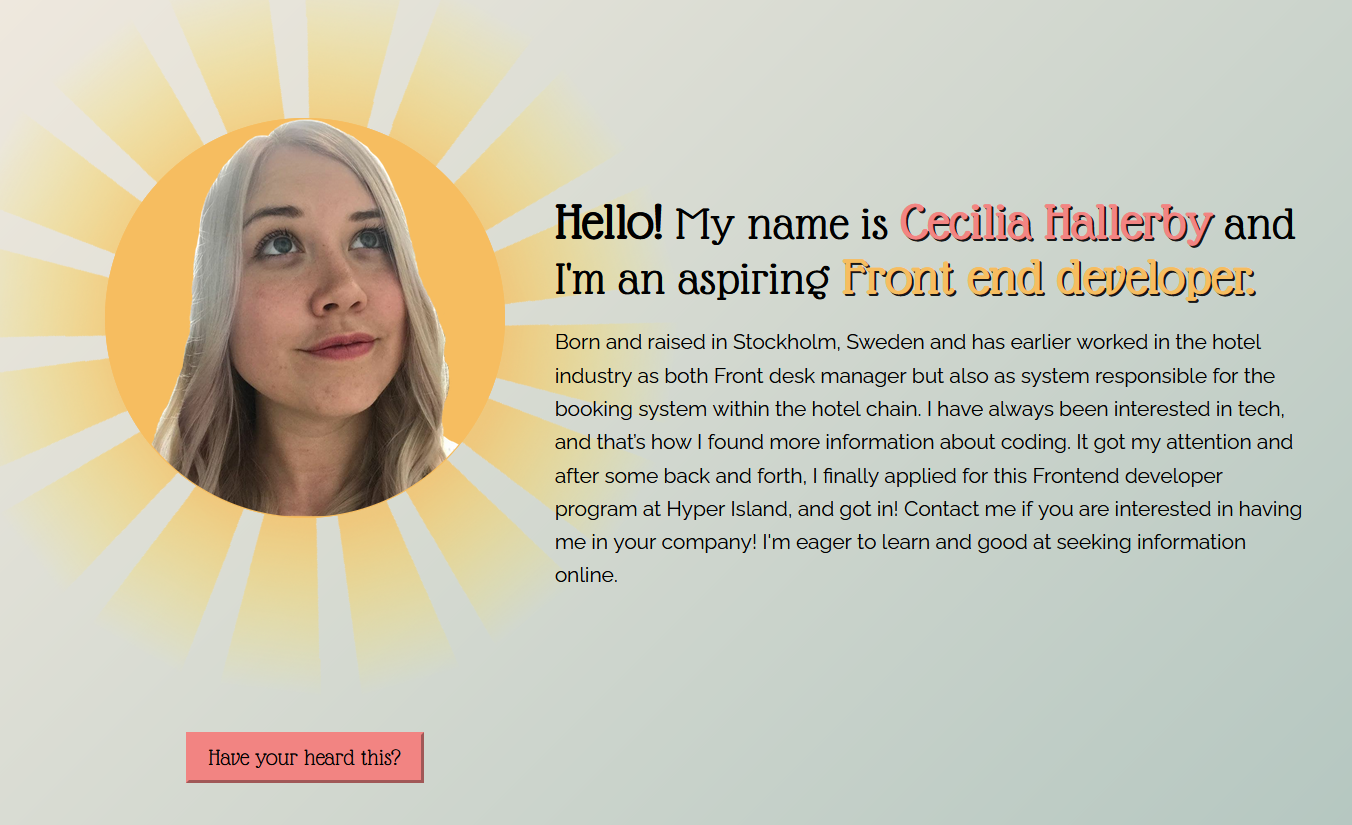 Hello! My name is Cecilia Hallerby and
I'm an aspiring Front end developer.
Born and raised in Stockholm, Sweden and has earlier worked in the hotel
industry as both Front desk manager but also as system responsible for the
booking system within the hotel chain. I have always been interested in tech,
and that’s how I found more information about coding. It got my attention and
after some back and forth, I finally applied for this Frontend developer
program at Hyper Island, and got in! Contact me if you are interested in having
me in your company! I'm eager to learn and good at seeking information
online.
Have your heard this?